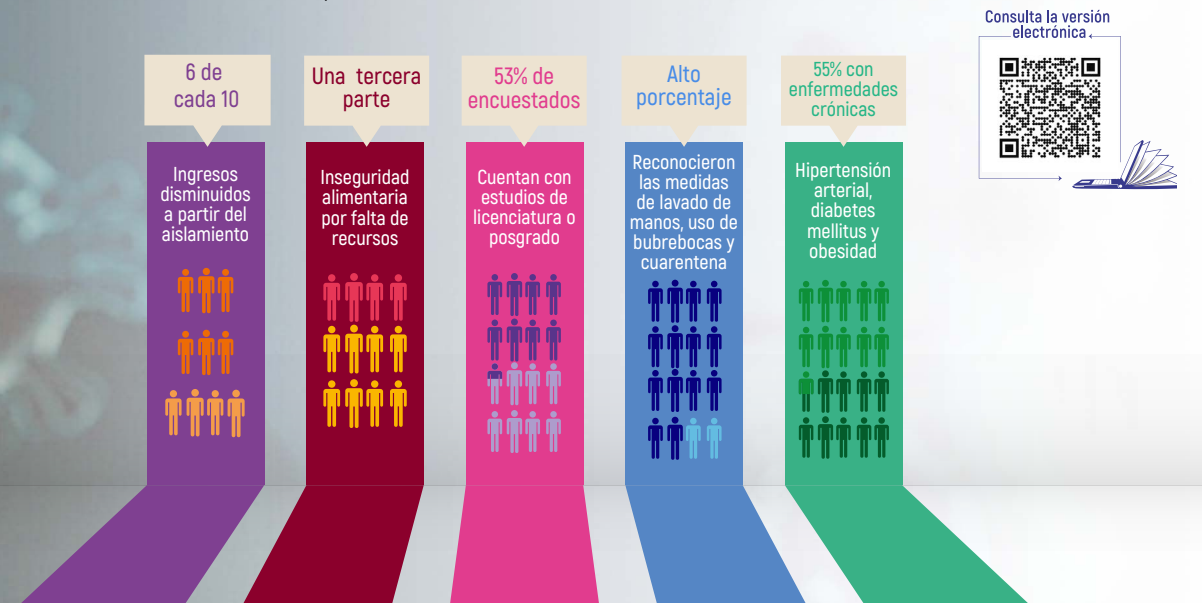 Consulta la versión
electrónica
6 de
cada 10
Ingresos
disminuidos
a partir del
aislamiento
Una tercera
parte
Inseguridad
alimentaria
por falta de
recursos
53% de
encuestados
Cuentan con
estudios de
licenciatura o
posgrado
Alto
porcentaje
Reconocieron
las medidas
de lavado de
manos, uso de
bubrebocas y
cuarentena
55% con
enfermedades
crónicas
Hipertensión
arterial,
diabetes
mellitus y
obesidad